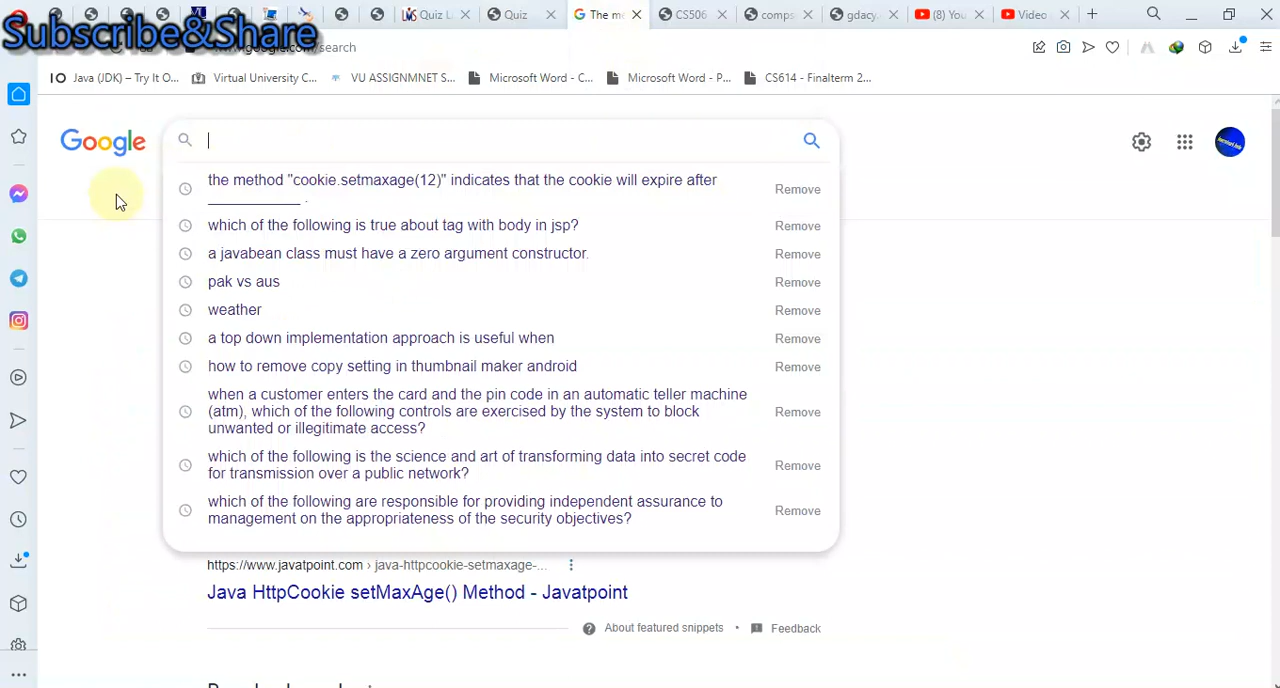 Quiz L
Quiz
The me
CS506
comps
gdacy.
(8) You
Video
Subscribe&Share
.google.com/search
Java (JDK) – Try It O...
Virtual University C...
VU ASSIGNMNET S...
Microsoft Word - C...
Microsoft Word - P...
CS614 - Finalterm 2...
Google
the method "cookie.setmaxage(12)" indicates that the cookie will expire after
___________ .
Remove
which of the following is true about tag with body in jsp?
Remove
a javabean class must have a zero argument constructor.
Remove
pak vs aus
Remove
weather
Remove
a top down implementation approach is useful when
Remove
how to remove copy setting in thumbnail maker android
Remove
when a customer enters the card and the pin code in an automatic teller machine
(atm), which of the following controls are exercised by the system to block
unwanted or illegitimate access?
Remove
which of the following is the science and art of transforming data into secret code
for transmission over a public network?
Remove
which of the following are responsible for providing independent assurance to
management on the appropriateness of the security objectives?
Remove
https://www.javatpoint.com › java-httpcookie-setmaxage-...
Java HttpCookie setMaxAge() Method - Javatpoint
About featured snippets
•
Feedback